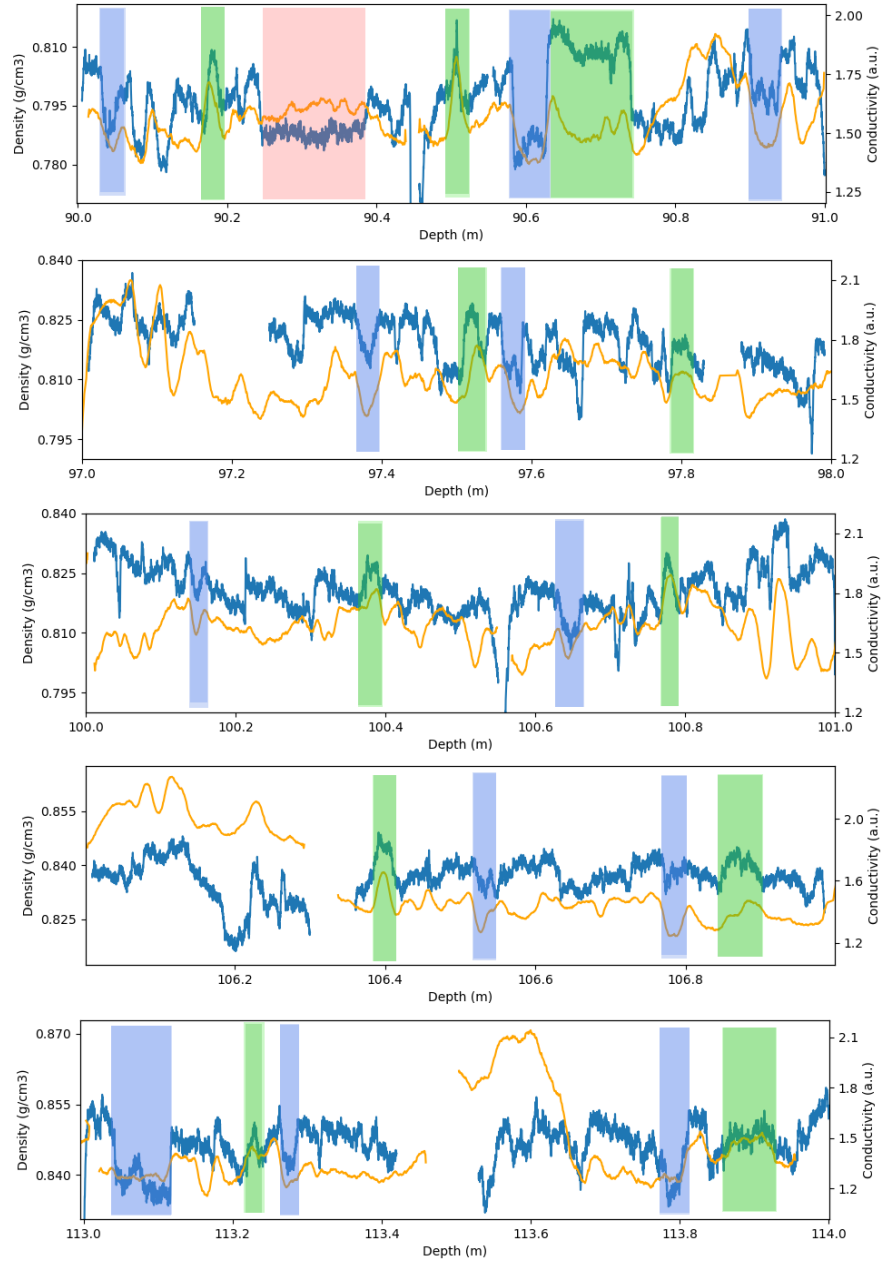 Density (g/cm3)
0.810
0.795
0.780
2.00
1.75
1.50
1.25
Conductivity (a.u.)
90.0 90.2 90.4 90.6 90.8 91.0
Depth (m)
Density (g/cm3)
0.840
0.825
0.810
0.795
2.1
1.8
1.5
1.2
Conductivity (a.u.)
97.0 97.2 97.4 97.6 97.8 98.0
Depth (m)
Density (g/cm3)
0.840
0.825
0.810
0.795
2.1
1.8
1.5
1.2
Conductivity (a.u.)
100.0 100.2 100.4 100.6 100.8 101.0
Depth (m)
Density (g/cm3)
0.855
0.840
0.825
2.0
1.6
1.2
Conductivity (a.u.)
106.2 106.4 106.6 106.8
Depth (m)
Density (g/cm3)
0.870
0.855
0.840
2.1
1.8
1.5
1.2
Conductivity (a.u.)
113.0 113.2 113.4 113.6 113.8 114.0
Depth (m)